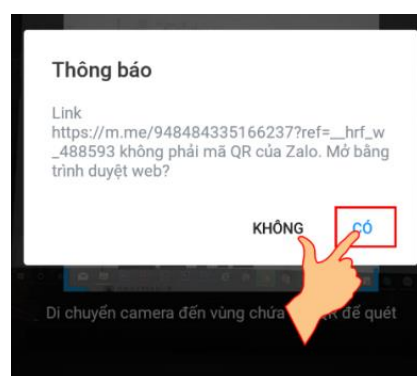 Thông báo
Link
https://m.me/948484335166237?ref=__hrf_w
_488593 không phải mã QR của Zalo. Mở bằng
trình duyệt web?
KHÔNG CÓ
Di chuyển camera đến vùng chứa QR để quét